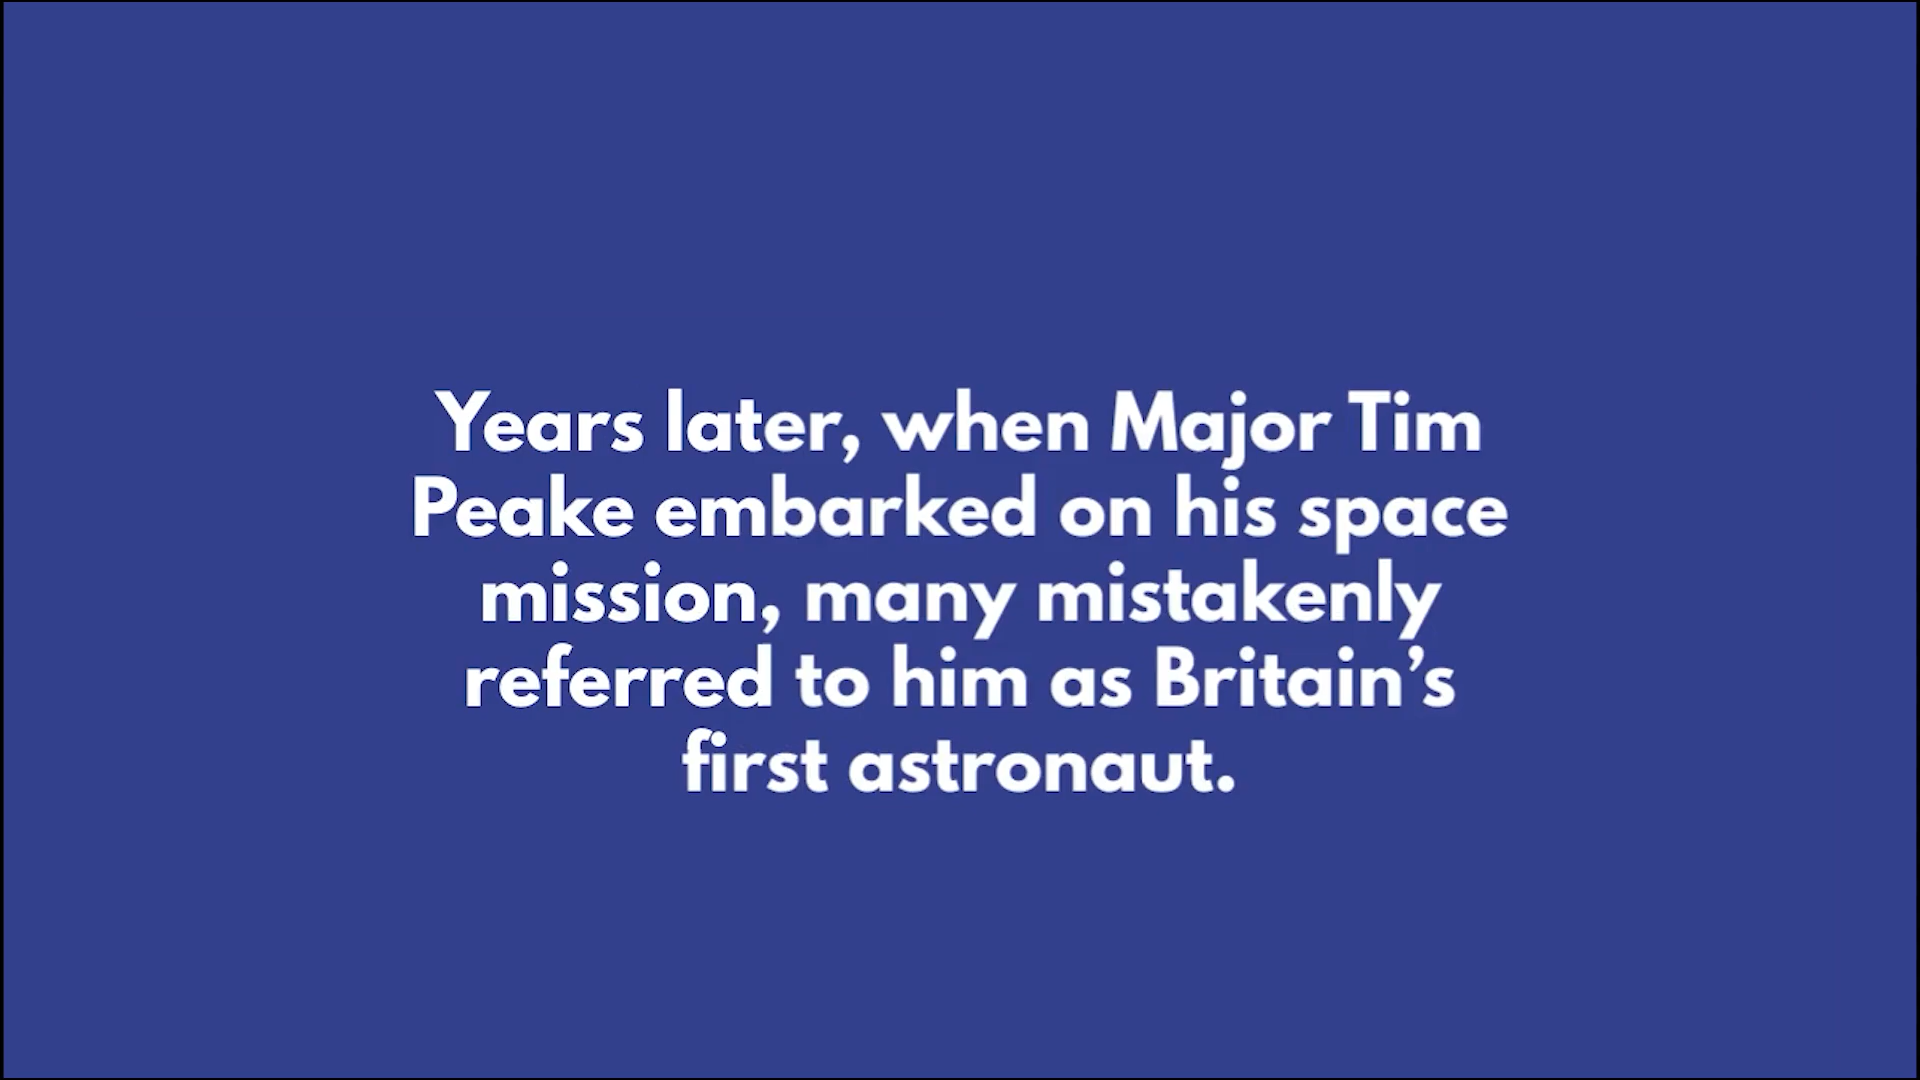 Years later, when Major Tim
Peake embarked on his space
mission, many mistakenly
referred to him as Britain’s
first astronaut.